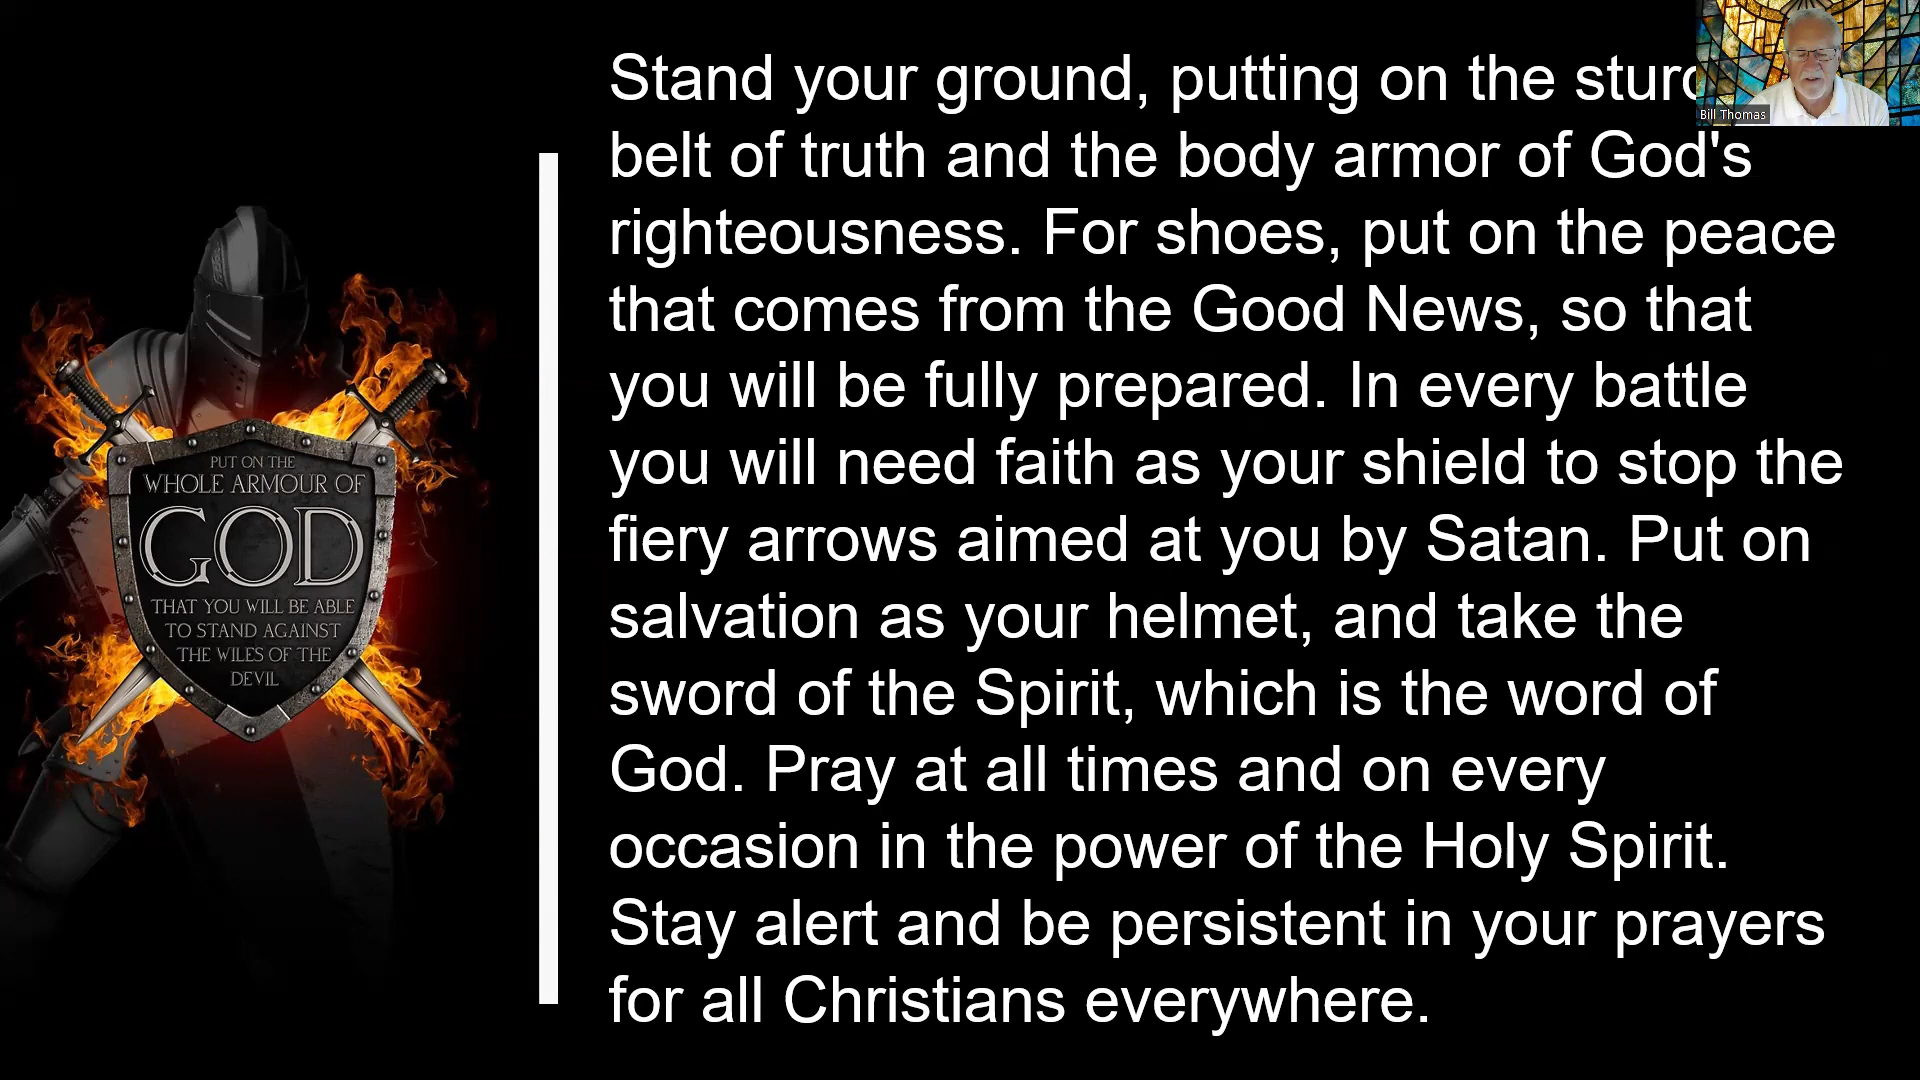 Stand your ground, putting on the
belt of truth and the body armor of God's
righteousness. For shoes, put on the peace
that comes from the Good News, so that
you will be fully prepared. In every battle
you will need faith as your shield to stop the
fiery arrows aimed at you by Satan. Put on
salvation as your helmet, and take the
sword of the Spirit, which is the word of
God. Pray at all times and on every
occasion in the power of the Holy Spirit.
Stay alert and be persistent in your prayers
for all Christians everywhere.
PUT ON THE
WHOLE ARMOUR OF
GOD
THAT YOU WILL BE ABLE
TO STAND AGAINST
THE WILES OF THE
DEVIL
Bill Thomas